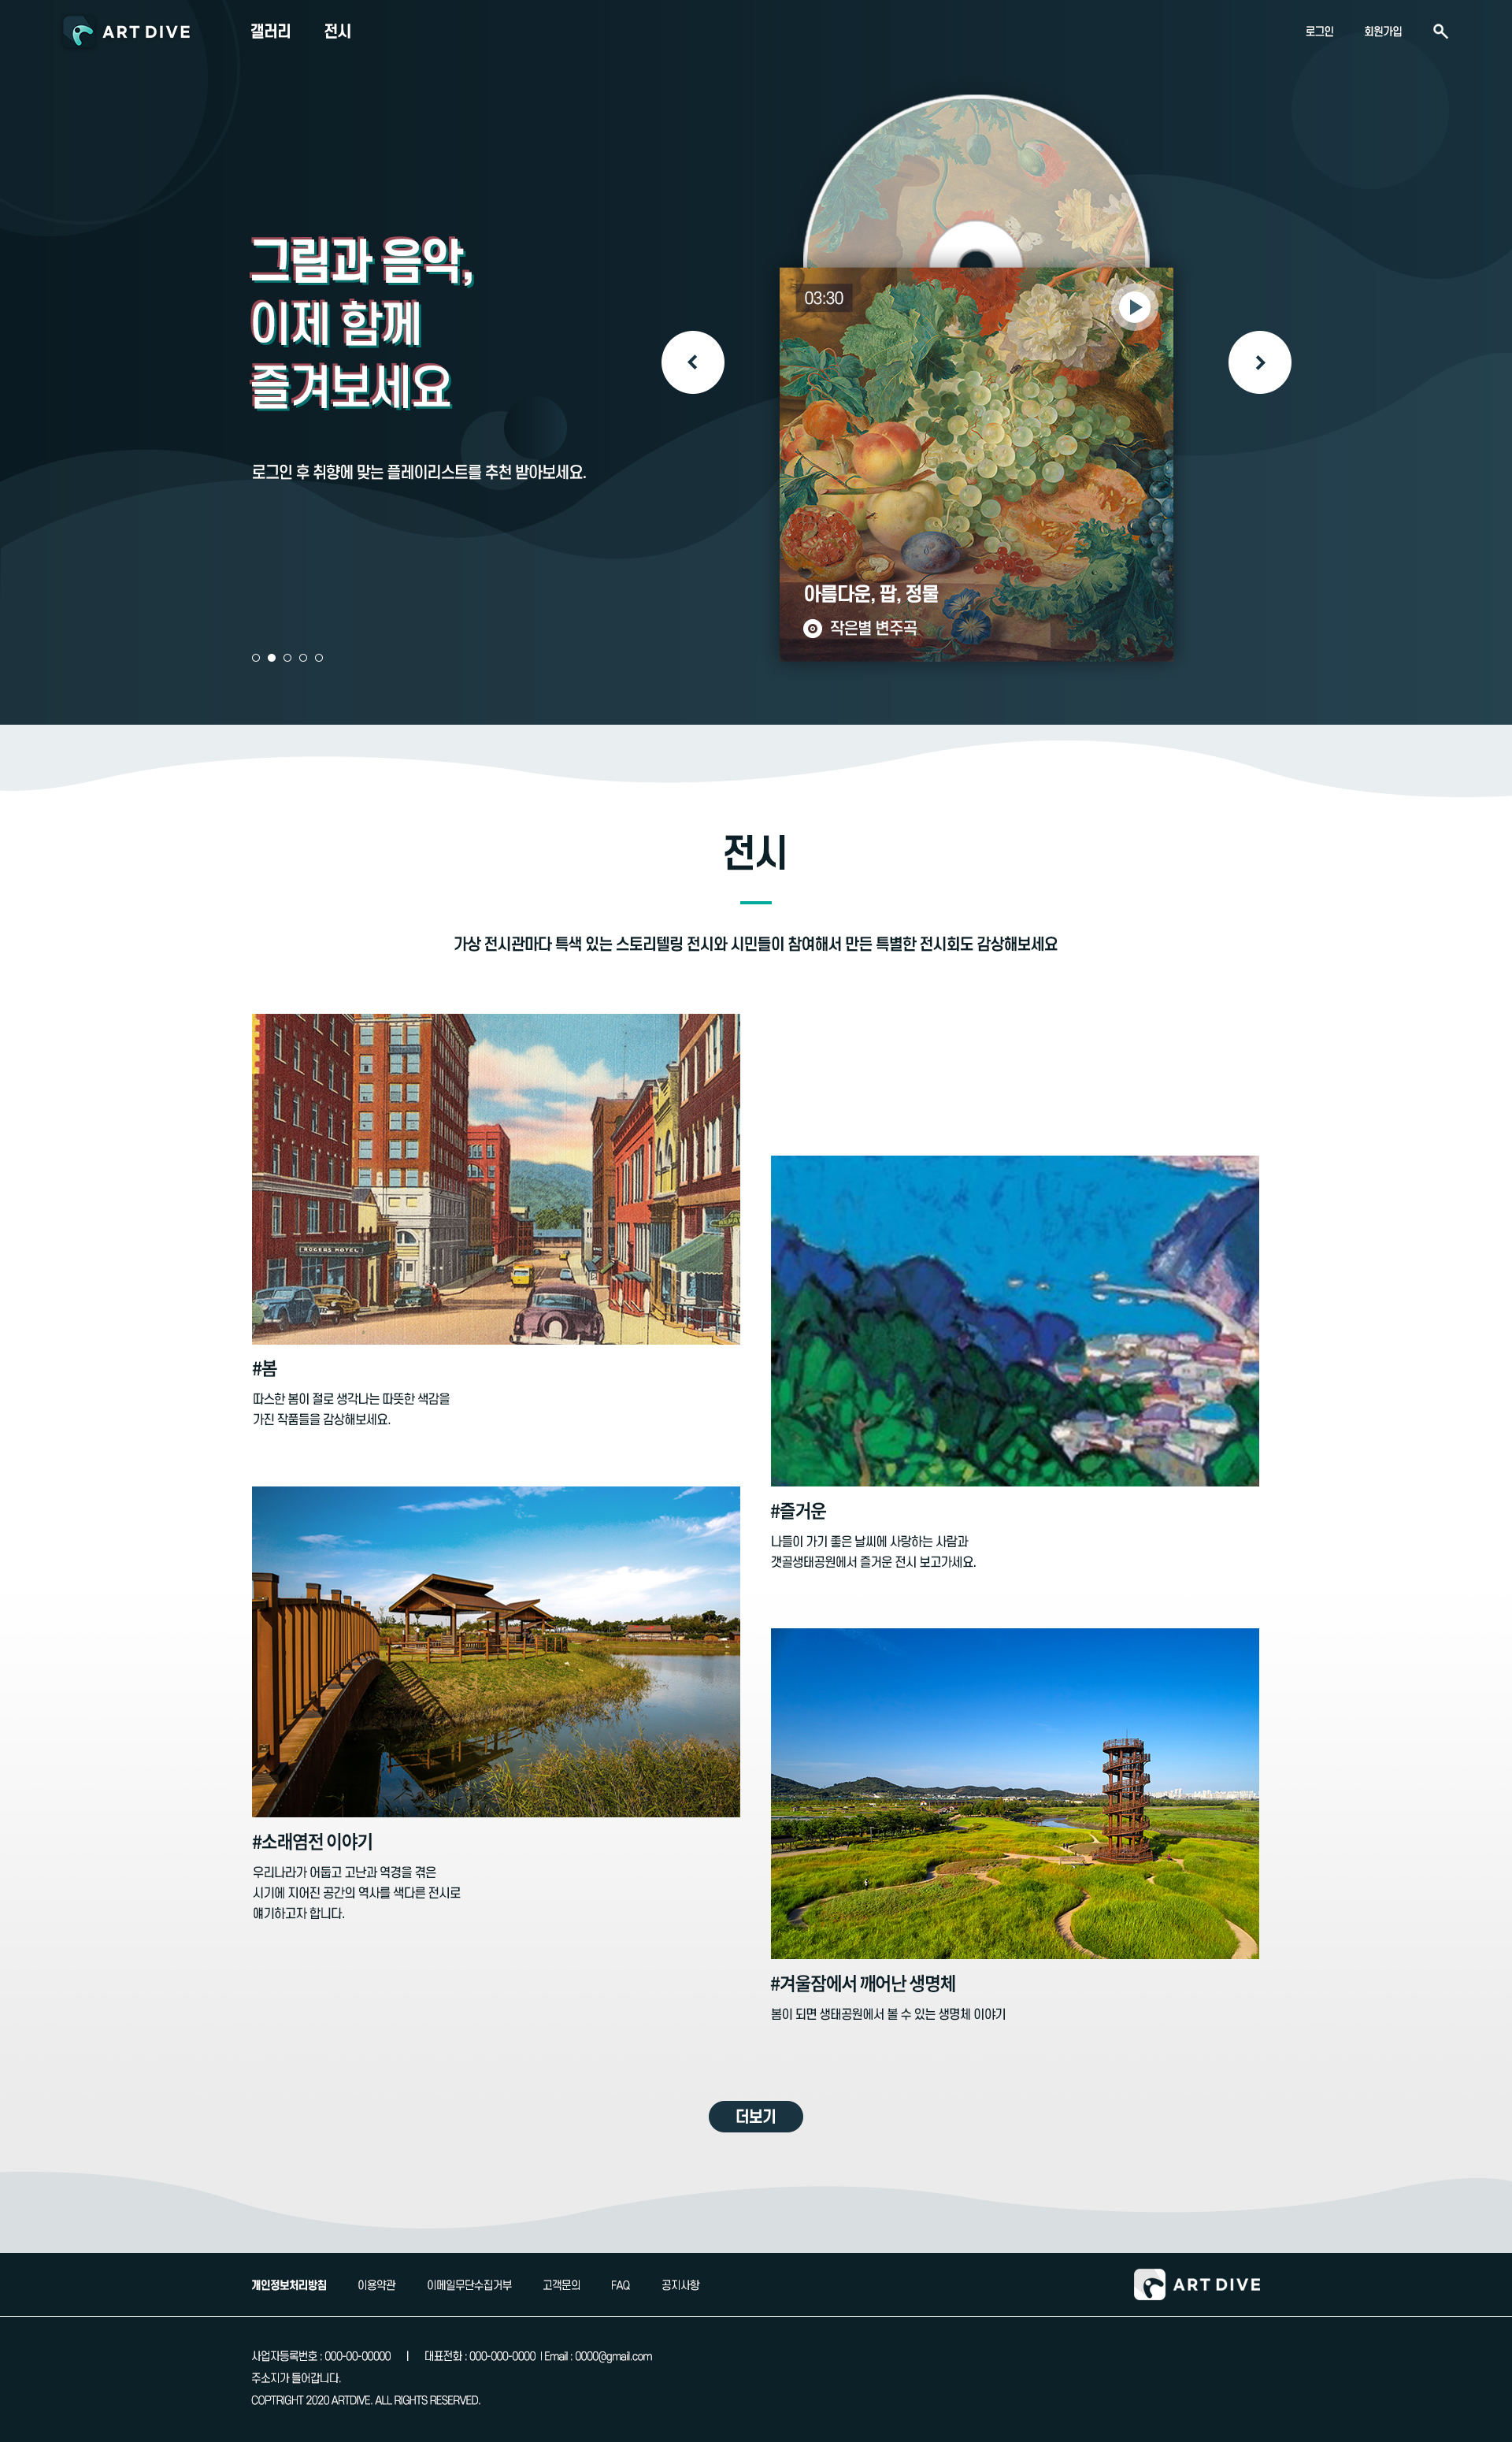 ART DIVE
갤러리
전시
로그인
회원가입
그림과 음악,
이제 함께
즐겨보세요
로그인 후 취향에 맞는 플레이리스트를 추천 받아보세요.
03:30
아름다운, 팝, 정물
작은별 변주곡
전시
가상 전시관마다 특색 있는 스토리텔링 전시와 시민들이 참여해서 만든 특별한 전시회도 감상해보세요
ROGERS HOTEL
#봄
따스한 봄이 절로 생각나는 따뜻한 색감을
가진 작품들을 감상해보세요.
#즐거운
나들이 가기 좋은 날씨에 사랑하는 사람과
갯골생태공원에서 즐거운 전시 보고가세요.
#소래염전 이야기
우리나라가 어둡고 고난과 역경을 겪은
시기에 지어진 공간의 역사를 색다른 전시로
얘기하고자 합니다.
#겨울잠에서 깨어난 생명체
봄이 되면 생태공원에서 볼 수 있는 생명체 이야기
더보기
개인정보처리방침
이용약관
이메일무단수집거부
고객문의
FAQ
공지사항
ART DIVE
사업자등록번호 : 000-00-00000 | 대표전화 : 000-000-0000 | Email : 0000@gmail.com
주소지가 들어갑니다.
COPTRIGHT 2020 ARTDIVE. ALL RIGHTS RESERVED.